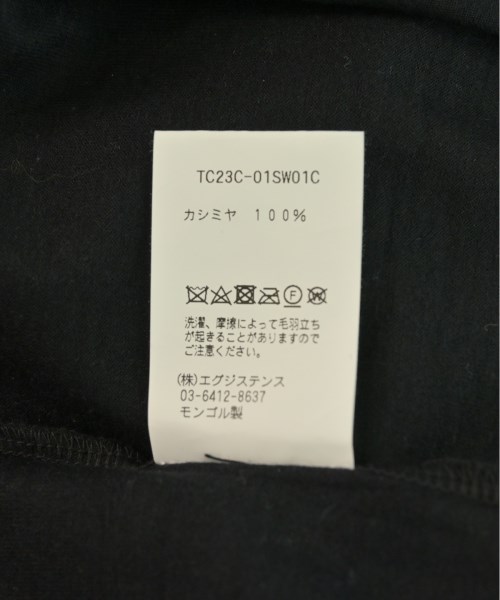 TC23C-01SW01C
カシミヤ 100%
F W
洗濯、摩擦によって毛羽立ち
が起きることがありますので
ご注意ください。
(株)エグジステンス
03-6412-8637
モンゴル製